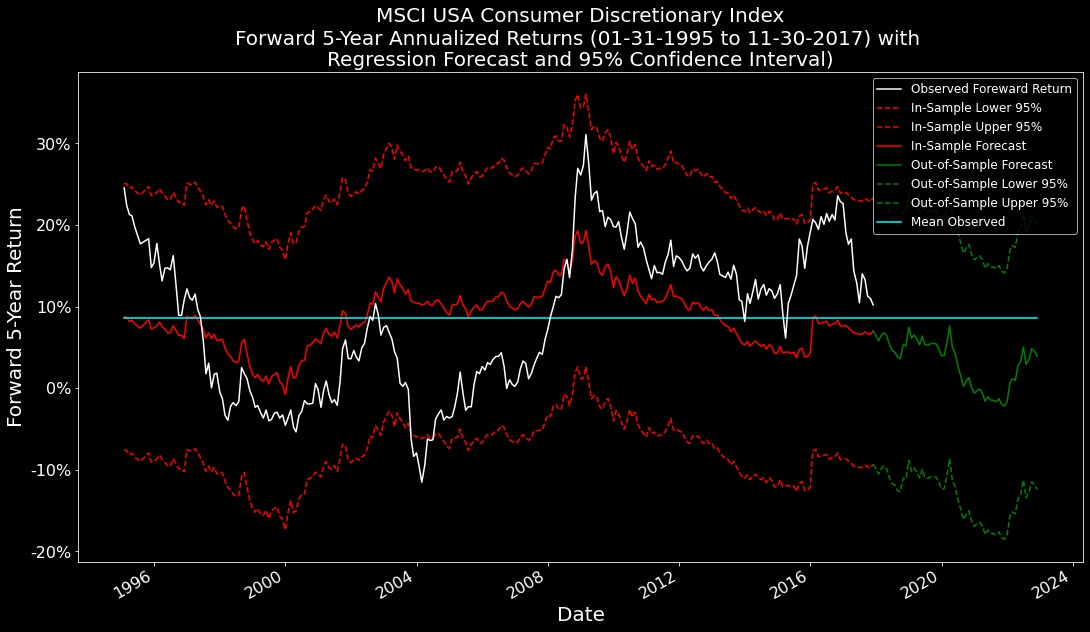 MSCI USA Consumer Discretionary Index
Forward 5-Year Annualized Returns (01-31-1995 to 11-30-2017) with
Regression Forecast and 95% Confidence Interval)
Forward 5-Year Return
30%
20%
10%
0%
-10%
-20%
Observed Foreward Return
In-Sample Lower 95%
In-Sample Upper 95%
In-Sample Forecast
Out-of-Sample Forecast
Out-of-Sample Lower 95%
Out-of-Sample Upper 95%
Mean Observed
1996
2000
2004
2008
2012
2016
2020
2024
Date